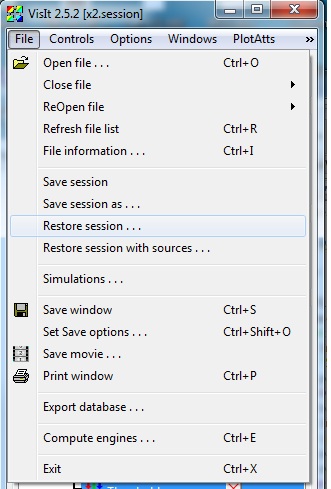 VisIt 2.5.2 [x2.session]
File Controls Options Windows PlotAtts »
Open file . . . Ctrl+O
Close file
ReOpen file
Refresh file list Ctrl+R
File information . . . Ctrl+I
Save session
Save session as . . .
Restore session . . .
Restore session with sources . . .
Simulations . . .
Save window Ctrl+S
Set Save options . . . Ctrl+Shift+O
Save movie . . .
Print window Ctrl+P
Export database . . .
Compute engines . . . Ctrl+E
Exit Ctrl+X